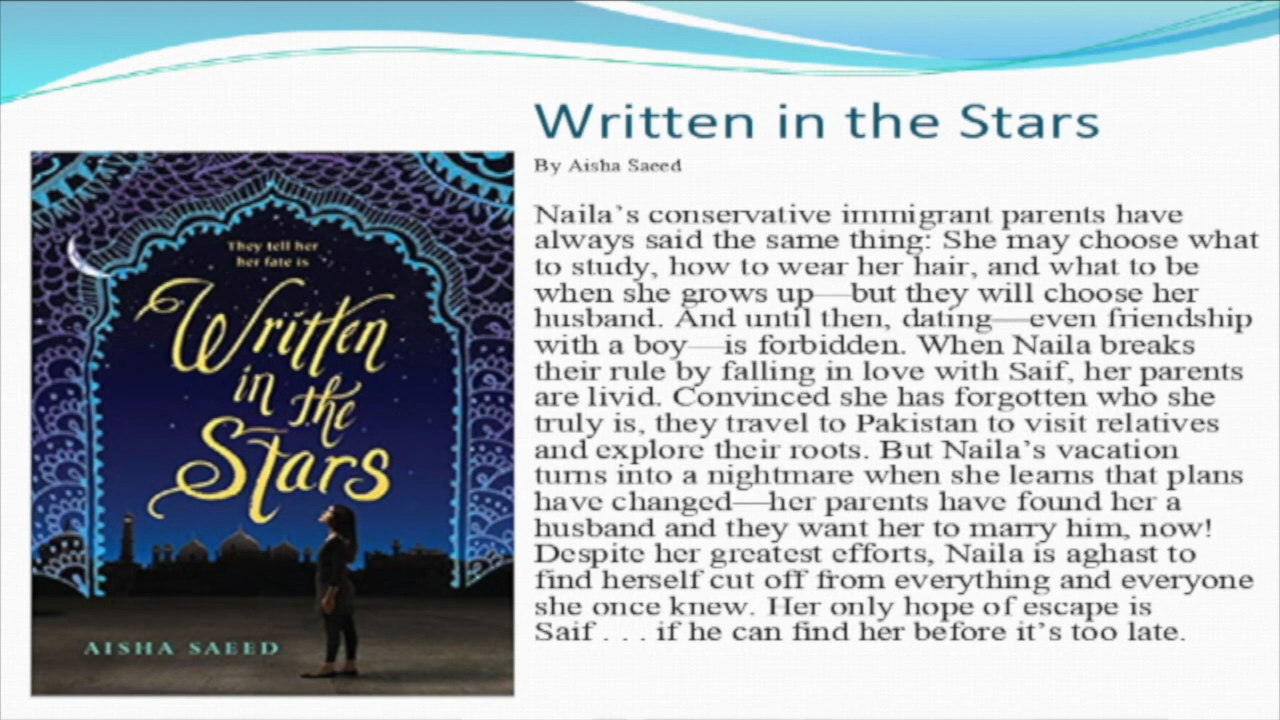 Written in the Stars
By Aisha Saeed
Naila’s conservative immigrant parents have
always said the same thing: She may choose what
to study, how to wear her hair, and what to be
when she grows up—but they will choose her
husband. And until then, dating—even friendship
with a boy—is forbidden. When Naila breaks
their rule by falling in love with Saif, her parents
are livid. Convinced she has forgotten who she
truly is, they travel to Pakistan to visit relatives
and explore their roots. But Naila’s vacation
turns into a nightmare when she learns that plans
have changed—her parents have found her a
husband and they want her to marry him, now!
Despite her greatest efforts, Naila is aghast to
find herself cut off from everything and everyone
she once knew. Her only hope of escape is
Saif . . . if he can find her before it’s too late.
They tell her
her fate is
Written
in the
Stars
AISHA SAEED